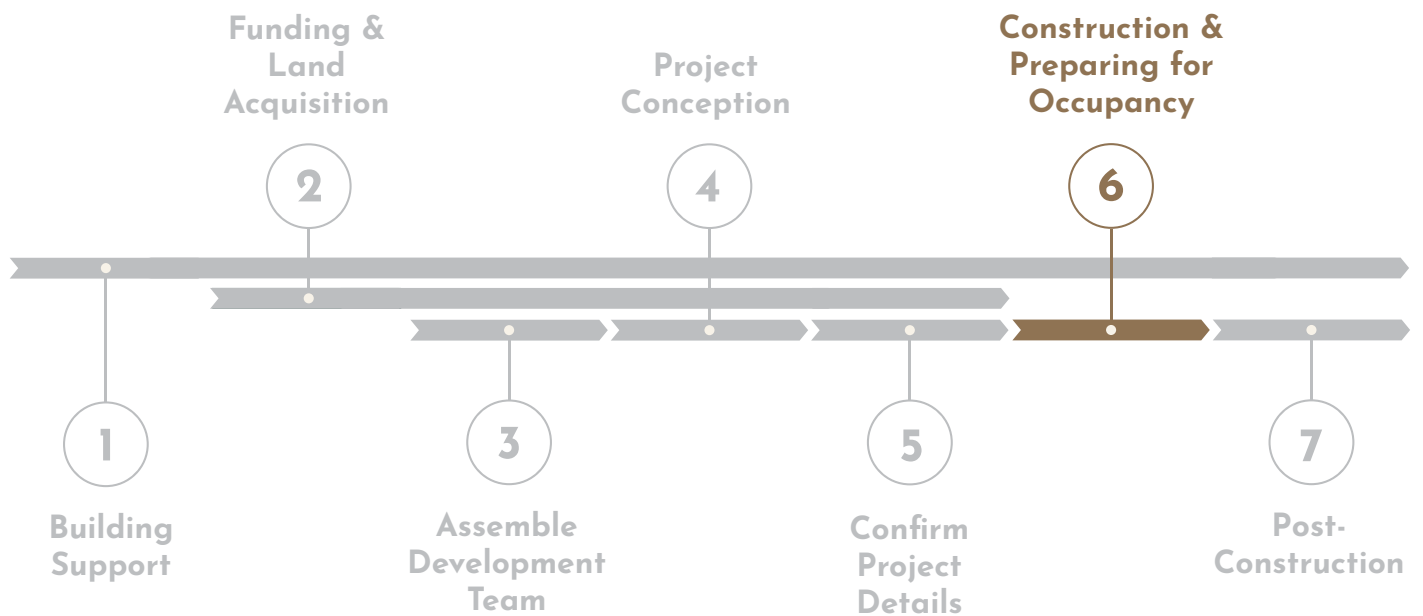 Funding &
Land
Acquisition
Project
Conception
Construction &
Preparing for
Occupancy
2
4
6
1
3
5
7
Building
Support
Assemble
Development
Team
Confirm
Project
Details
Post-
Construction